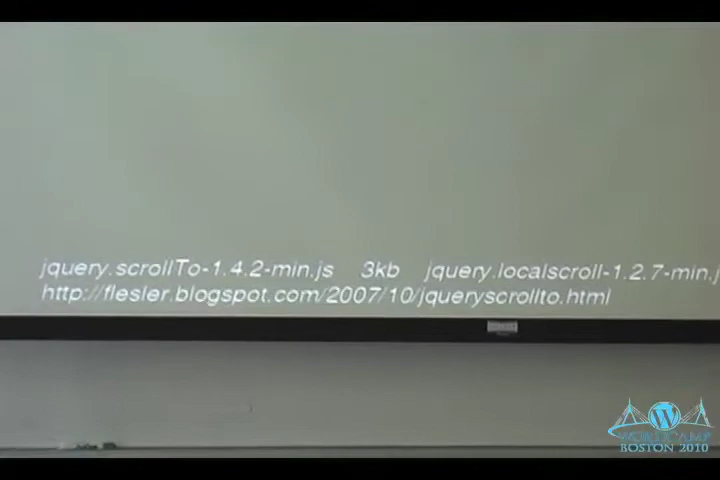 jquery.scrollTo-1.4.2-min.js 3kb jquery.localscroll-1.2.7-min.j
http://flesler.blogspot.com/2007/10/jqueryscrollto.html
WORDCAMP
BOSTON 2010